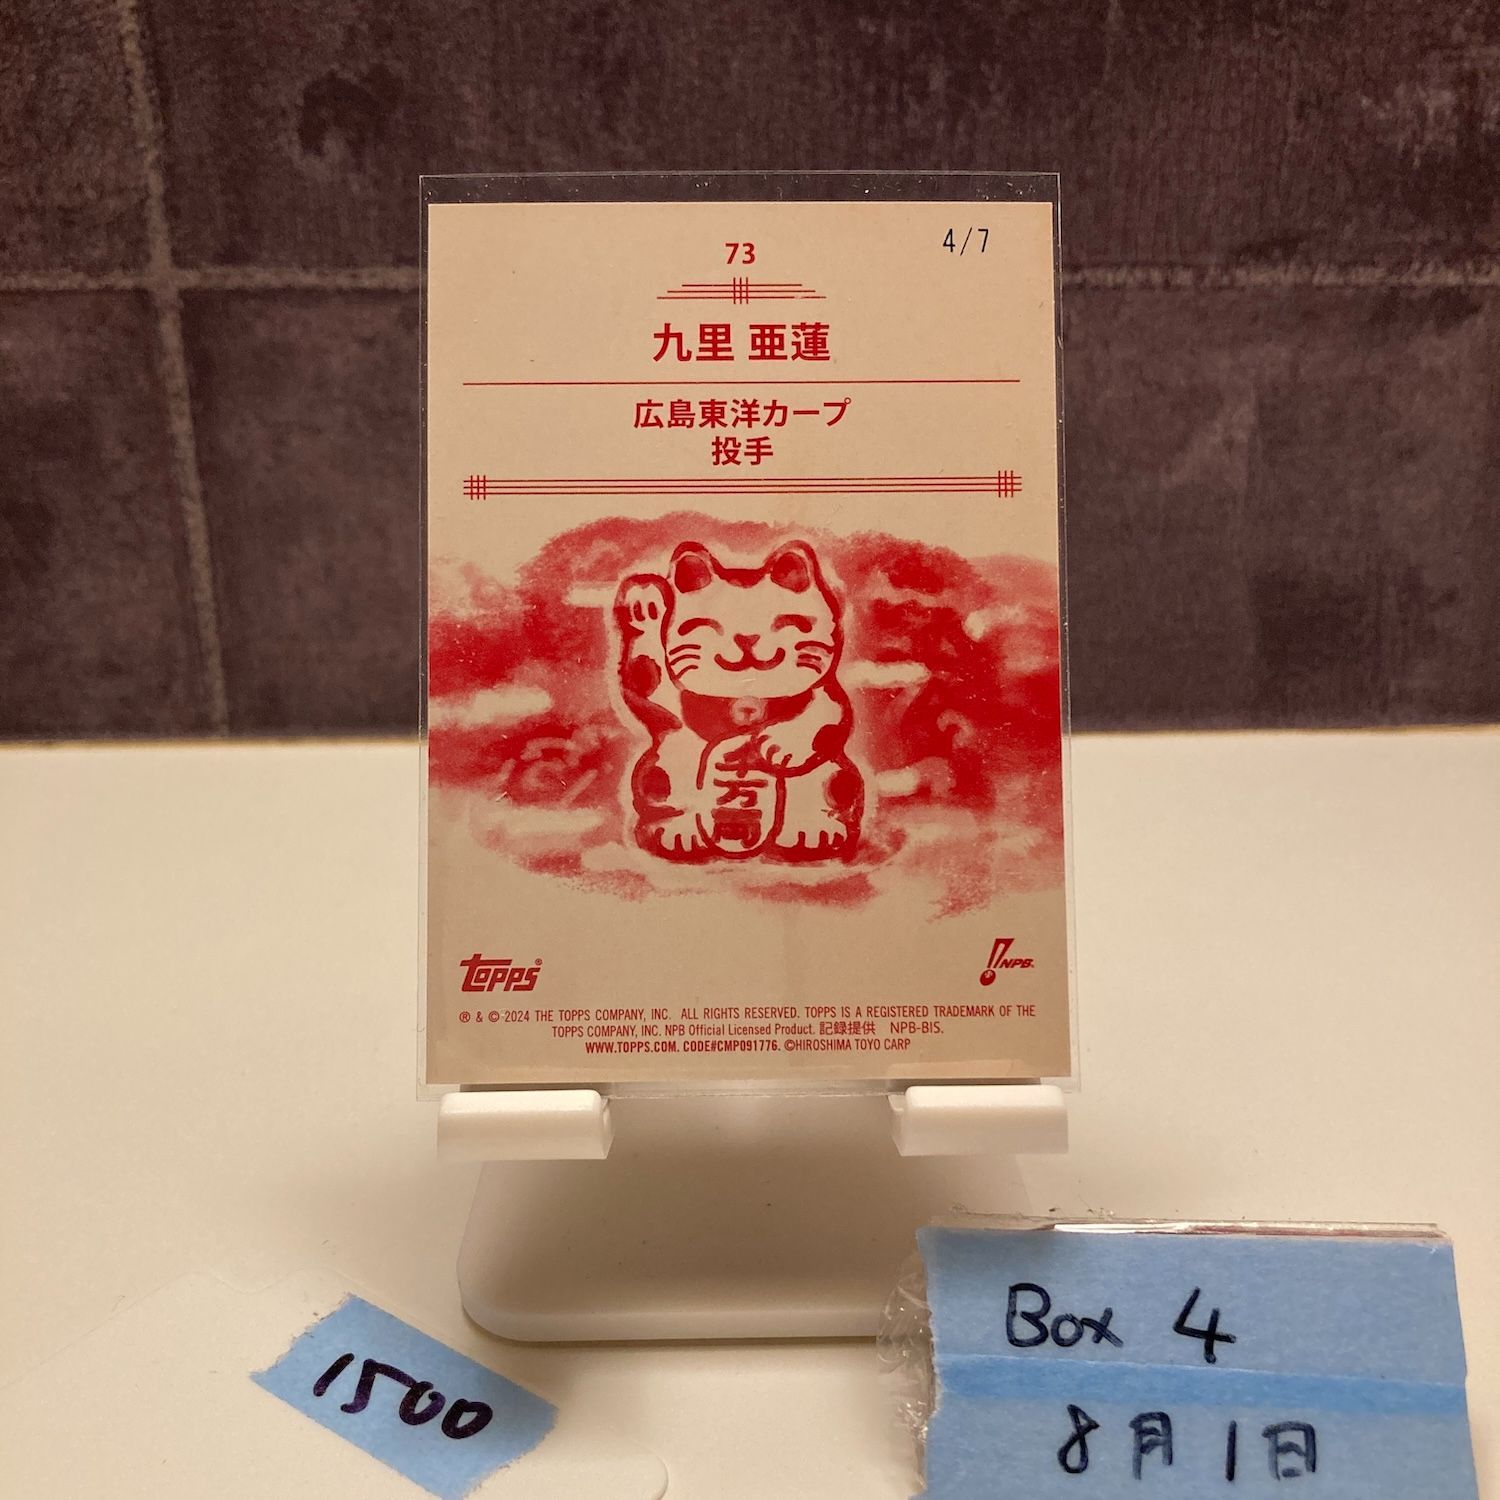 73
4/7
九里 亜蓮
広島東洋カープ
投手
千万両
topps®
NPB®
® & © 2024 THE TOPPS COMPANY, INC. ALL RIGHTS RESERVED. TOPPS IS A REGISTERED TRADEMARK OF THE
TOPPS COMPANY, INC. NPB Official Licensed Product. 記録提供 NPB-BIS.
WWW.TOPPS.COM. CODE#CMP091776. ©HIROSHIMA TOYO CARP
1500
Box 4
8月1日